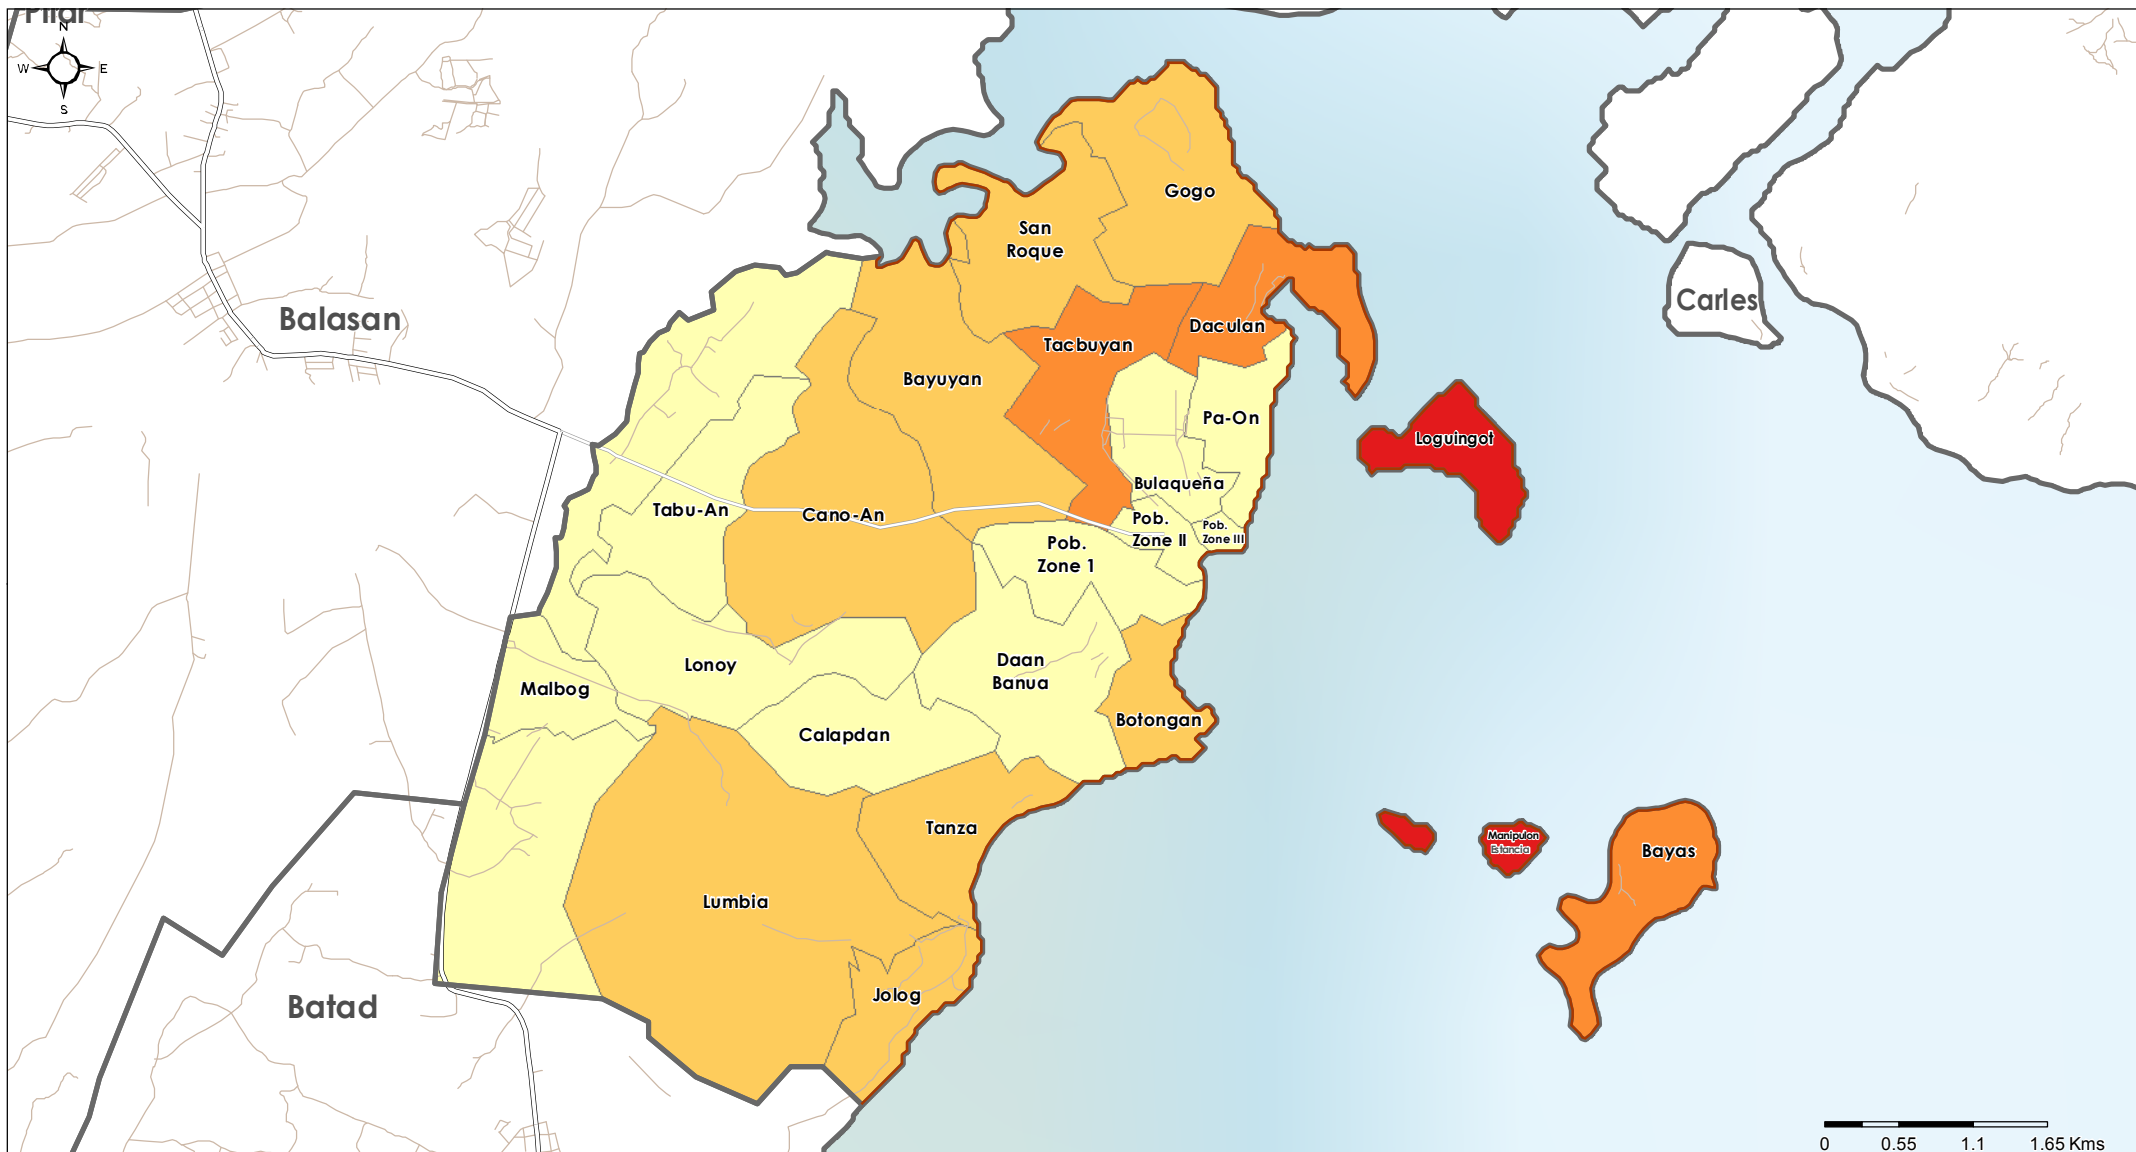 Pilar
N
W E
S
Gogo
San
Roque
Balasan
Carles
Daculan
Tacbuyan
Bayuyan
Pa-On
Loguingot
Bulaqueña
Tabu-An
Cano-An
Pob.
Zone II
Pob.
Zone III
Pob.
Zone 1
Lonoy
Daan
Banua
Malbog
Botongan
Calapdan
Tanza
Manipulon
Estancia
Bayas
Lumbia
Jolog
Batad
0 0.55 1.1 1.65 Kms